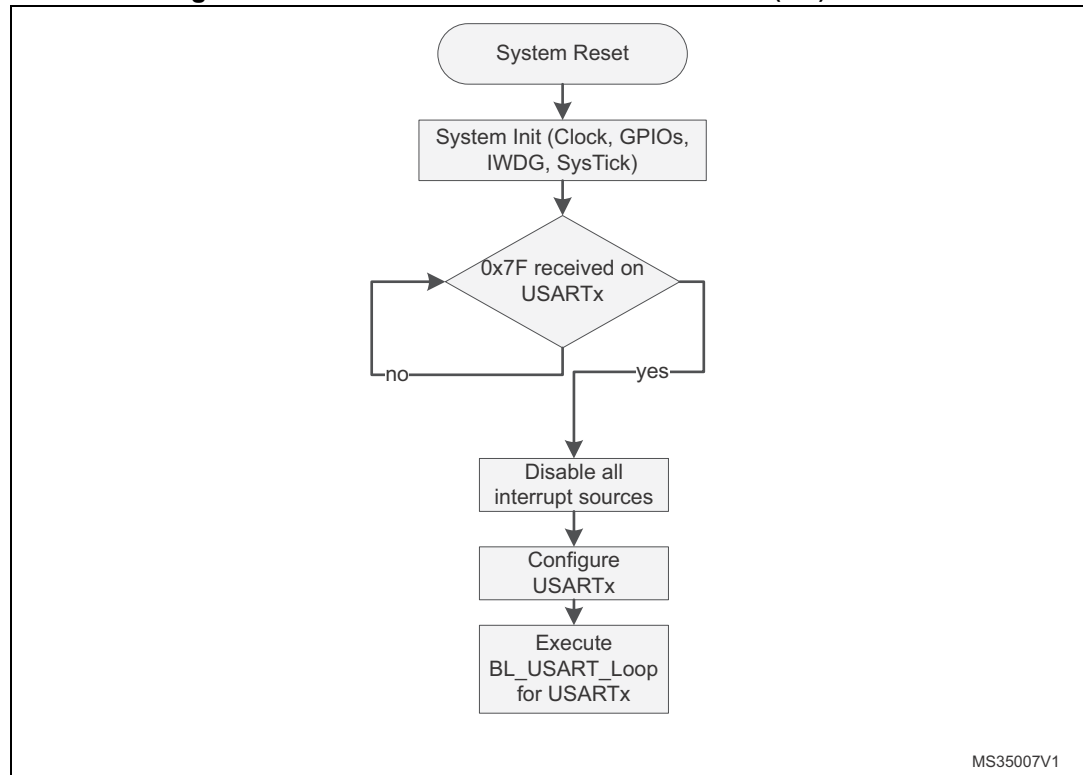 System Reset
System Init (Clock, GPIOs,
IWDG, SysTick)
0x7F received on
USARTx
no
yes
Disable all
interrupt sources
Configure
USARTx
Execute
BL_USART_Loop
for USARTx
MS35007V1